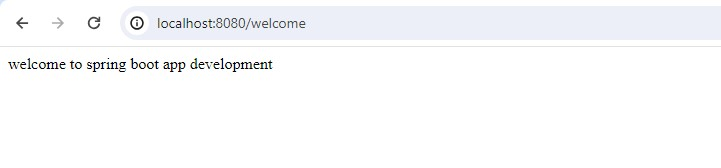 localhost:8080/welcome
welcome to spring boot app development